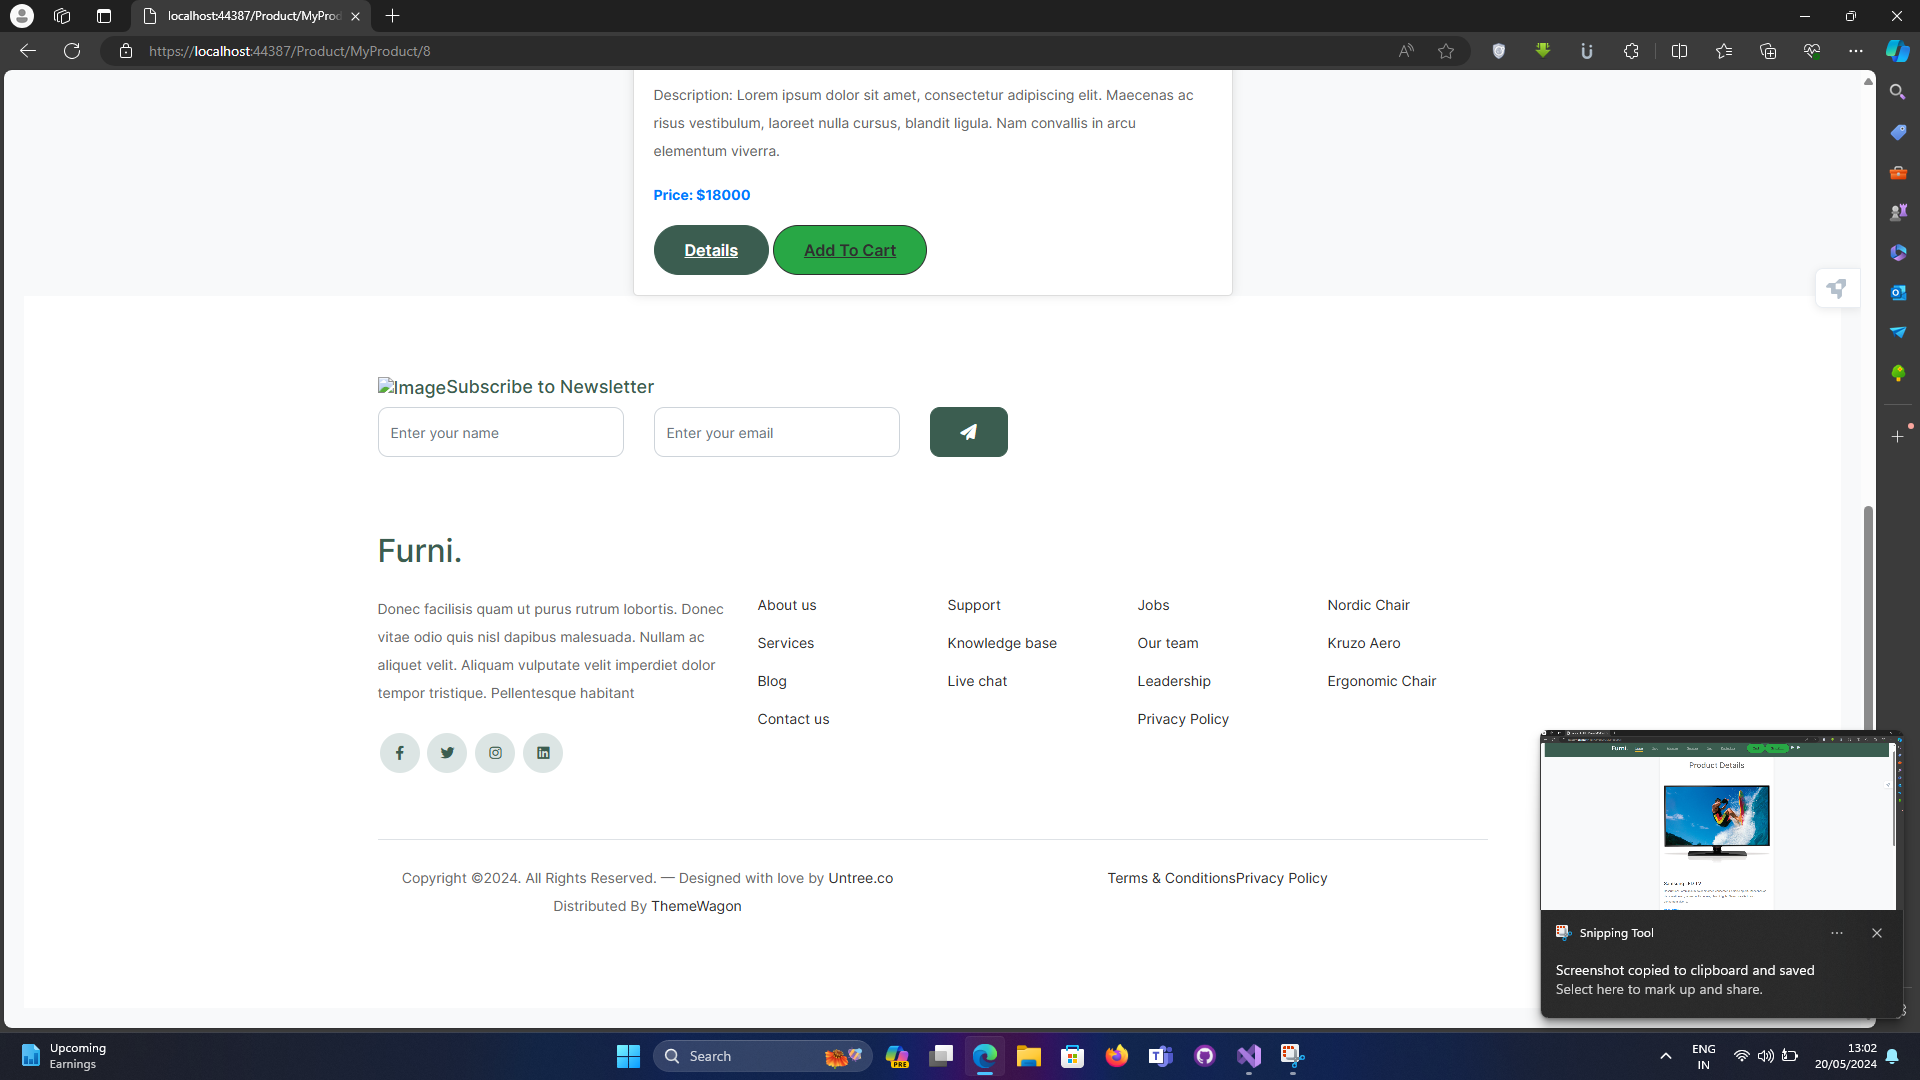 localhost:44387/Product/MyProd
https://localhost:44387/Product/MyProduct/8
Description: Lorem ipsum dolor sit amet, consectetur adipiscing elit. Maecenas ac
risus vestibulum, laoreet nulla cursus, blandit ligula. Nam convallis in arcu
elementum viverra.
Price: $18000
Details
Add To Cart
ImageSubscribe to Newsletter
Enter your name
Enter your email
Furni.
Donec facilisis quam ut purus rutrum lobortis. Donec
vitae odio quis nisl dapibus malesuada. Nullam ac
aliquet velit. Aliquam vulputate velit imperdiet dolor
tempor tristique. Pellentesque habitant
About us
Services
Blog
Contact us
Support
Knowledge base
Live chat
Jobs
Our team
Leadership
Privacy Policy
Nordic Chair
Kruzo Aero
Ergonomic Chair
Copyright ©2024. All Rights Reserved. — Designed with love by Untree.co
Distributed By ThemeWagon
Terms & ConditionsPrivacy Policy
Furni.
Product Details
Snipping Tool
Screenshot copied to clipboard and saved
Select here to mark up and share.
Upcoming
Earnings
Search
PRE
ENG
IN
13:02
20/05/2024